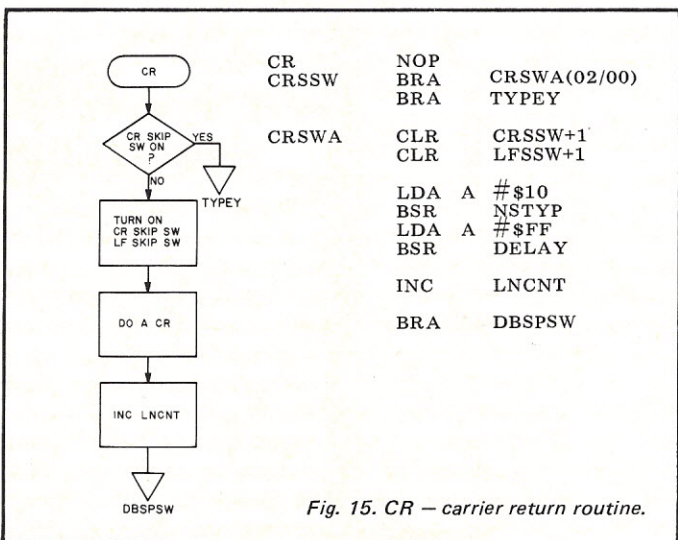 CR
CR SKIP
SW ON
?
YES
NO
TYPEY
TURN ON
CR SKIP SW
LF SKIP SW
DO A CR
INC LNCNT
DBSPSW
CR NOP
CRSSW BRA CRSWA(02/00)
BRA TYPEY
CRSWA CLR CRSSW+1
CLR LFSSW+1
LDA A #$10
BSR NSTYP
LDA A #$FF
BSR DELAY
INC LNCNT
BRA DBSPSW
Fig. 15. CR — carrier return routine.